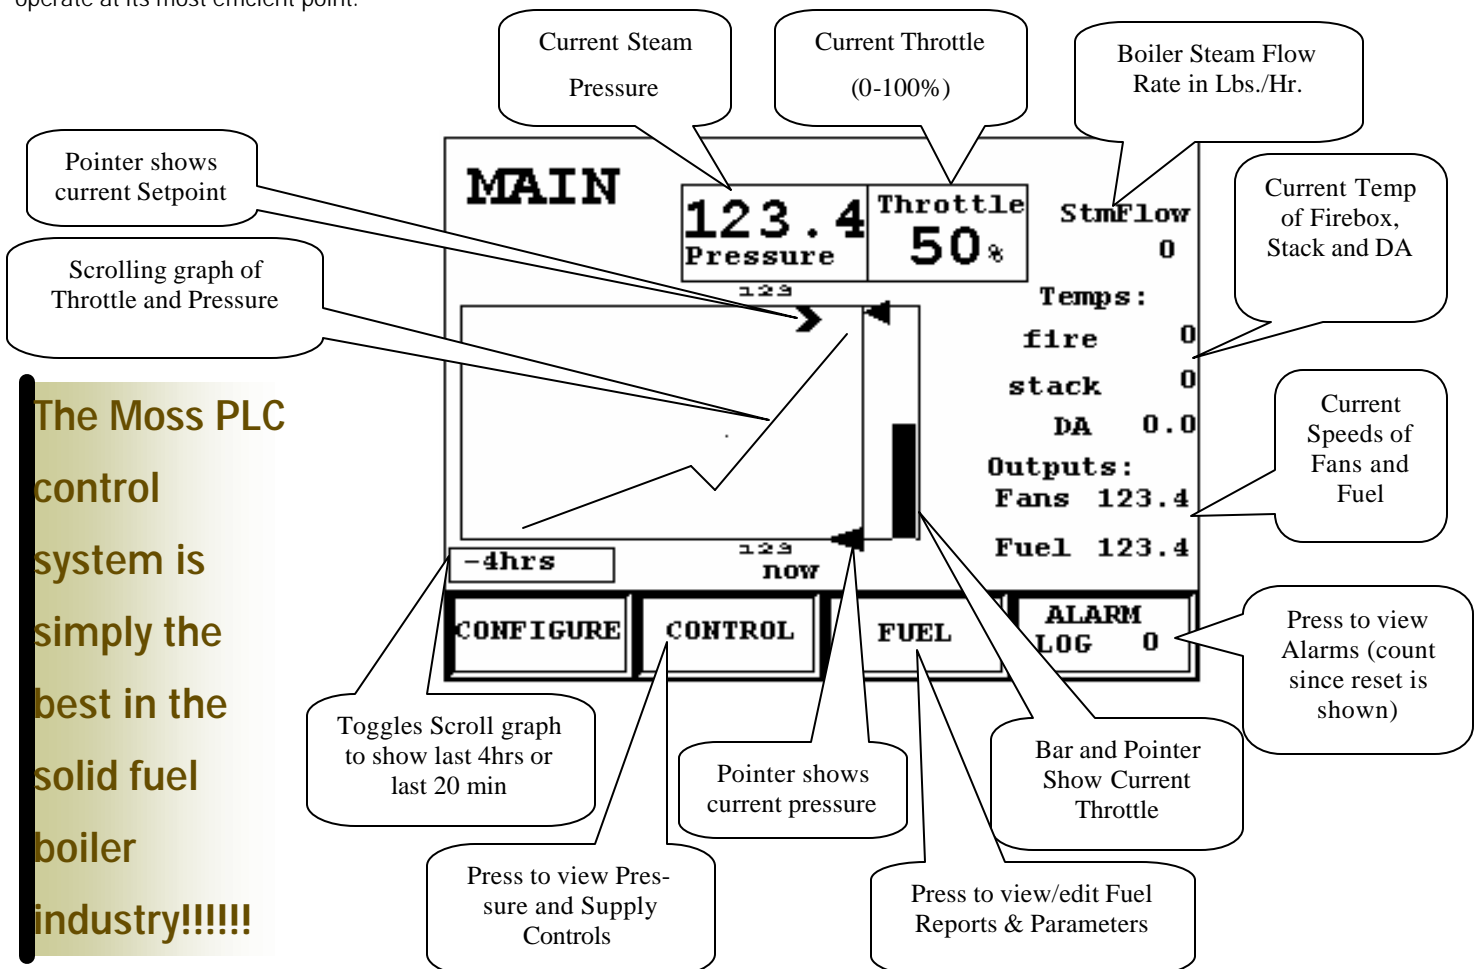 operate at its most efficient point.
Current Steam
Pressure
Current Throttle
(0-100%)
Boiler Steam Flow
Rate in Lbs./Hr.
Pointer shows
current Setpoint
Current Temp
of Firebox,
Stack and DA
Scrolling graph of
Throttle and Pressure
MAIN
123.4
Pressure
Throttle
50%
StmFlow
0
123
Temps:
fire 0
stack 0
DA 0.0
Outputs:
Fans 123.4
Fuel 123.4
-4hrs
123
now
CONFIGURE
CONTROL
FUEL
ALARM
LOG 0
Current
Speeds of
Fans and
Fuel
Press to view
Alarms (count
since reset is
shown)
The Moss PLC
control
system is
simply the
best in the
solid fuel
boiler
industry!!!!!!
Toggles Scroll graph
to show last 4hrs or
last 20 min
Pointer shows
current pressure
Bar and Pointer
Show Current
Throttle
Press to view Pres-
sure and Supply
Controls
Press to view/edit Fuel
Reports & Parameters